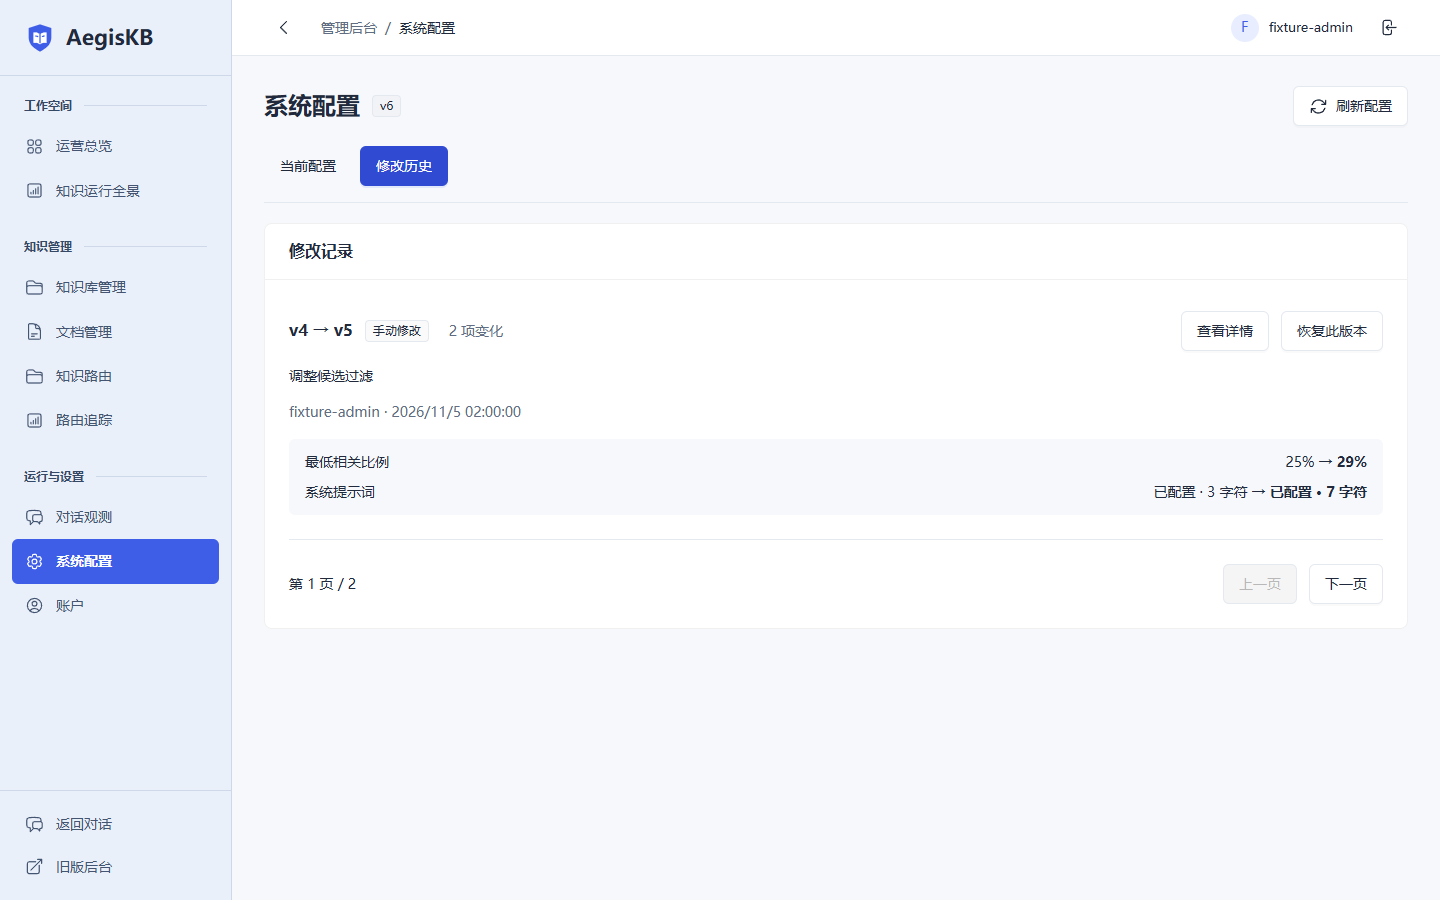 AegisKB
工作空间
运营总览
知识运行全景
知识管理
知识库管理
文档管理
知识路由
路由追踪
运行与设置
对话观测
系统配置
账户
返回对话
旧版后台
管理后台 / 系统配置
F fixture-admin
系统配置 v6
刷新配置
当前配置 修改历史
修改记录
v4 → v5 手动修改 2 项变化
查看详情 恢复此版本
调整候选过滤
fixture-admin · 2026/11/5 02:00:00
最低相关比例 25% → 29%
系统提示词 已配置 · 3 字符 → 已配置 • 7 字符
第 1 页 / 2
上一页 下一页